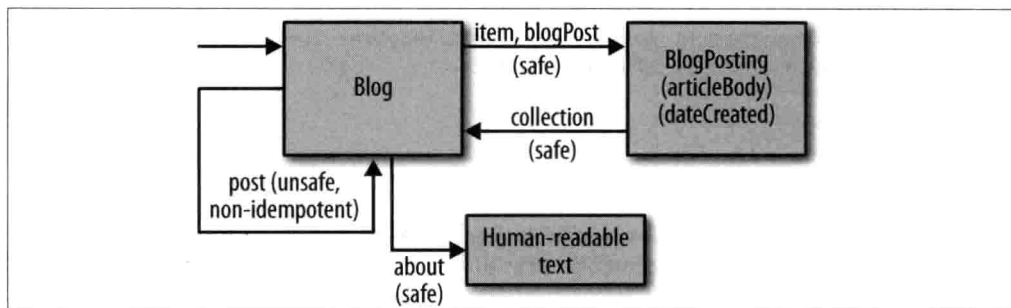 item, blogPost
(safe)
Blog
BlogPosting
(articleBody)
(dateCreated)
collection
(safe)
post (unsafe,
non-idempotent)
about
(safe)
Human-readable
text